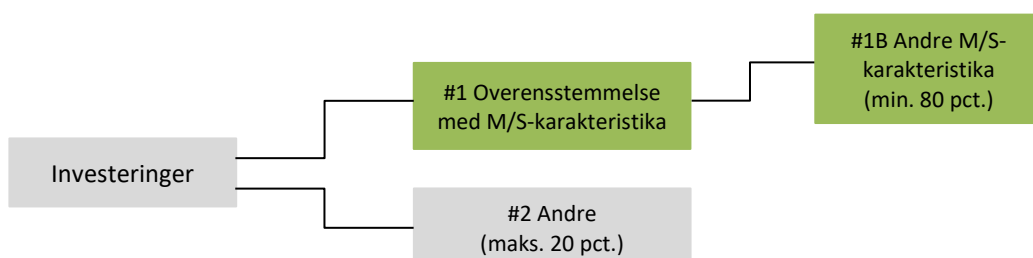 Investeringer
#1 Overensstemmelse
med M/S-karakteristika
#1B Andre M/S-
karakteristika
(min. 80 pct.)
#2 Andre
(maks. 20 pct.)